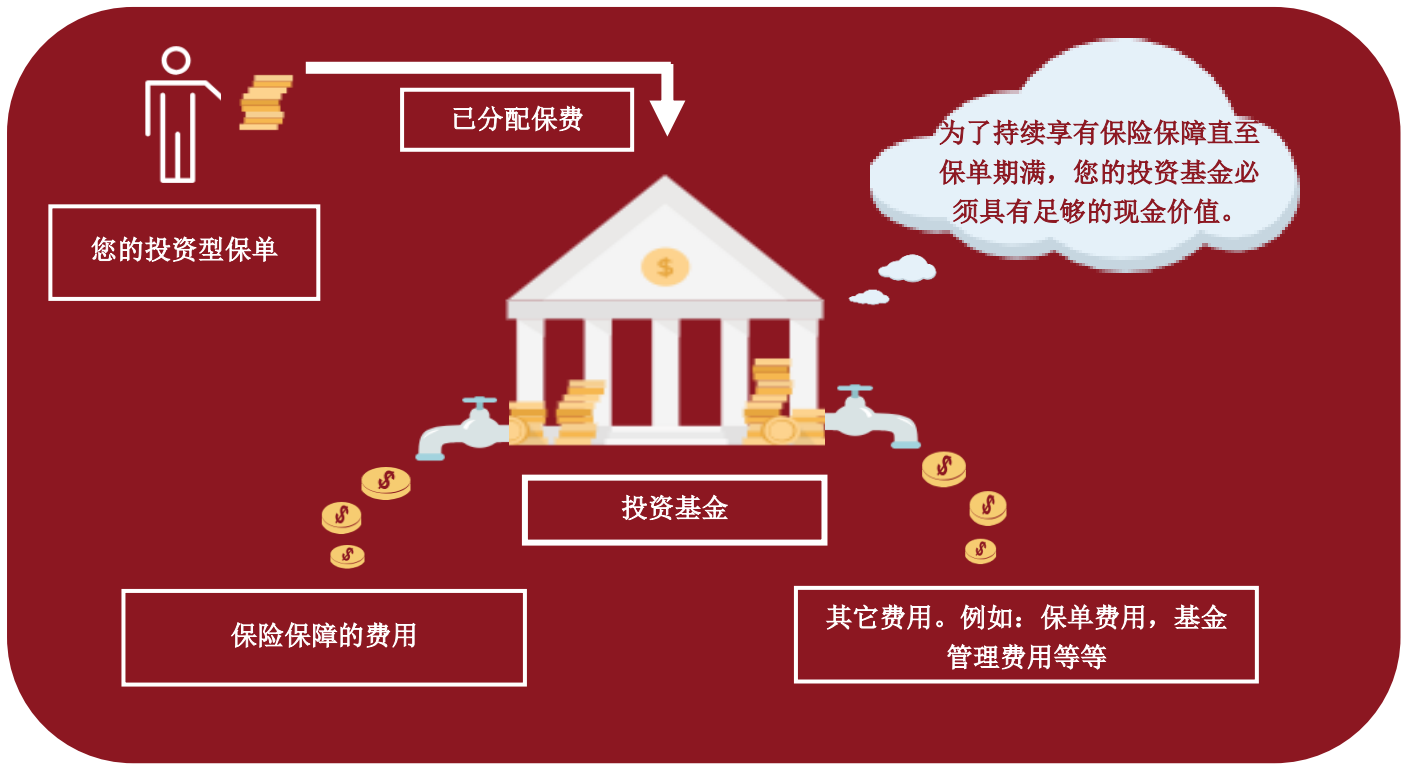 已分配保费
您的投资型保单
为了持续享有保险保障直至
保单期满，您的投资基金必
须具有足够的现金价值。
投资基金
保险保障的费用
其它费用。例如：保单费用，基金
管理费用等等